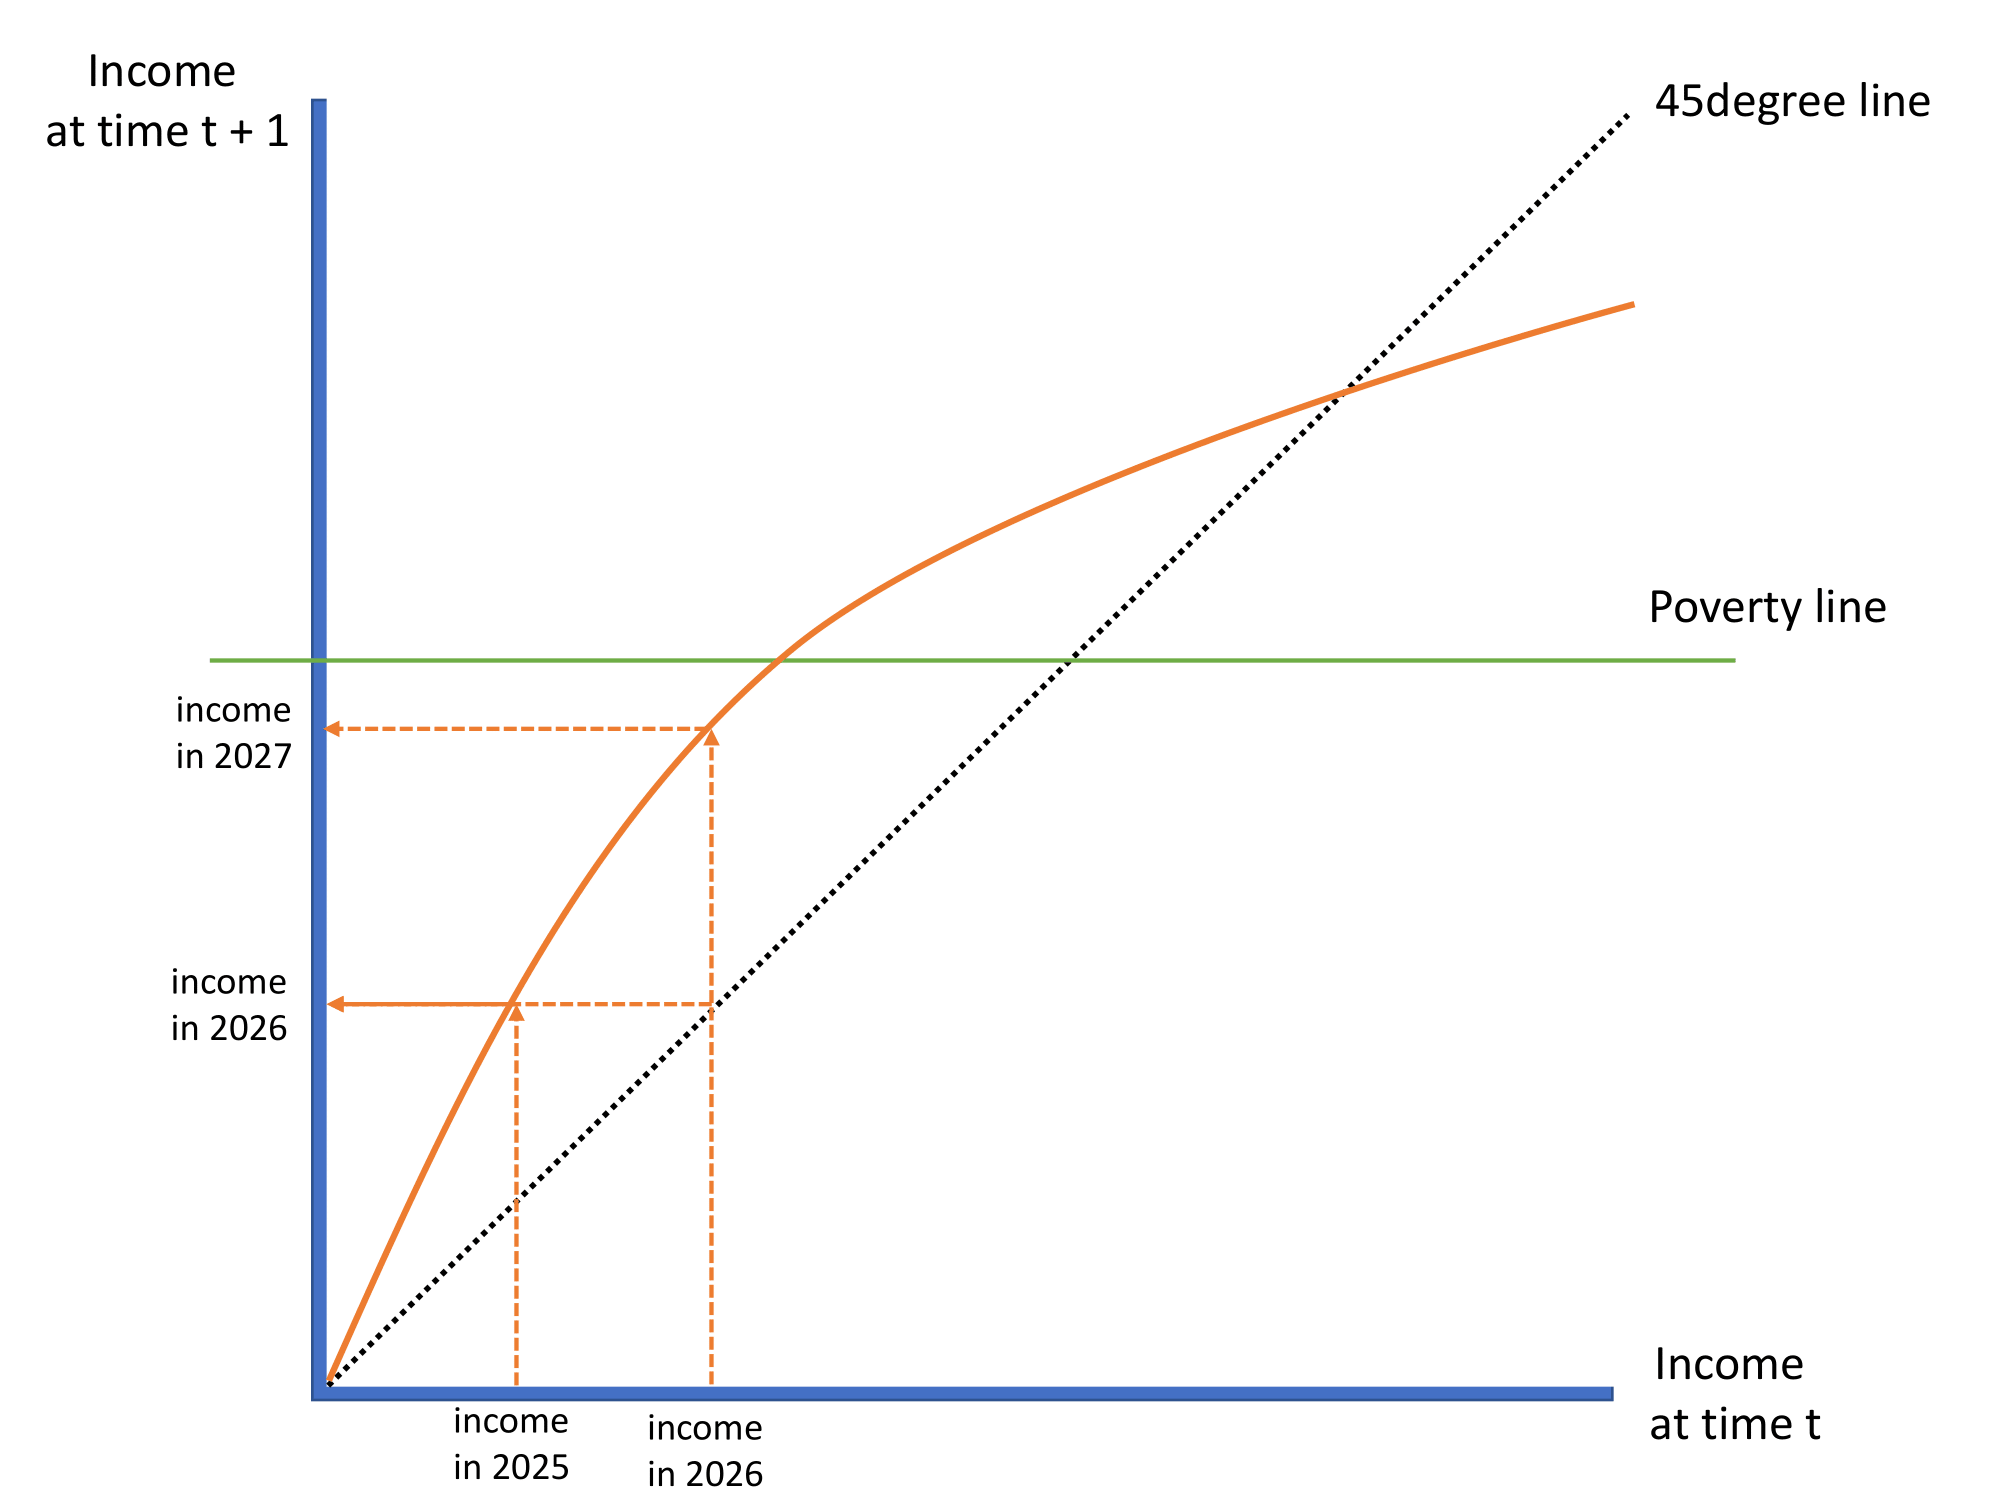 Income
at time t + 1
45degree line
Poverty line
income
in 2027
income
in 2026
Income
at time t
income
in 2025
income
in 2026